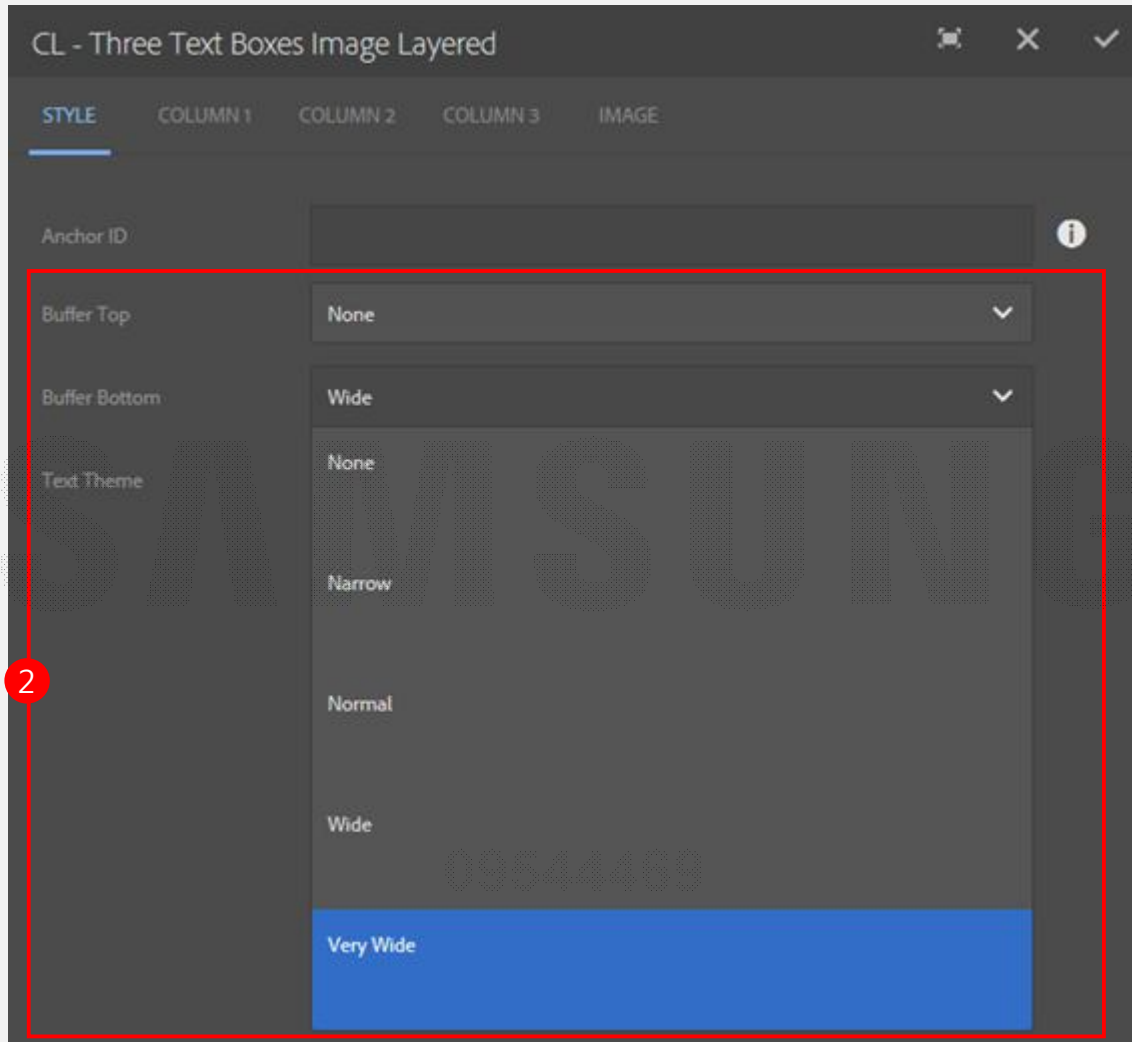 CL - Three Text Boxes Image Layered
STYLE COLUMN 1 COLUMN 2 COLUMN 3 IMAGE
Anchor ID
Buffer Top None
Buffer Bottom Wide
None
Text Theme
Narrow
2
Normal
Wide
Very Wide
SAMSUNG
09544469